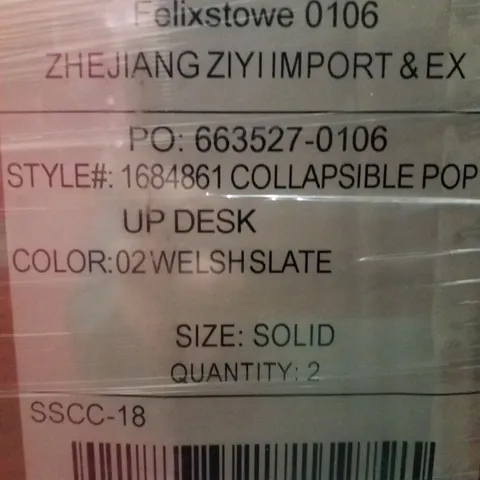 Felixstowe 0106
ZHEJIANG ZIYI IMPORT & EX
PO: 663527-0106
STYLE#: 1684861 COLLAPSIBLE POP
UP DESK
COLOR:02 WELSH SLATE
SIZE: SOLID
QUANTITY: 2
SSCC-18